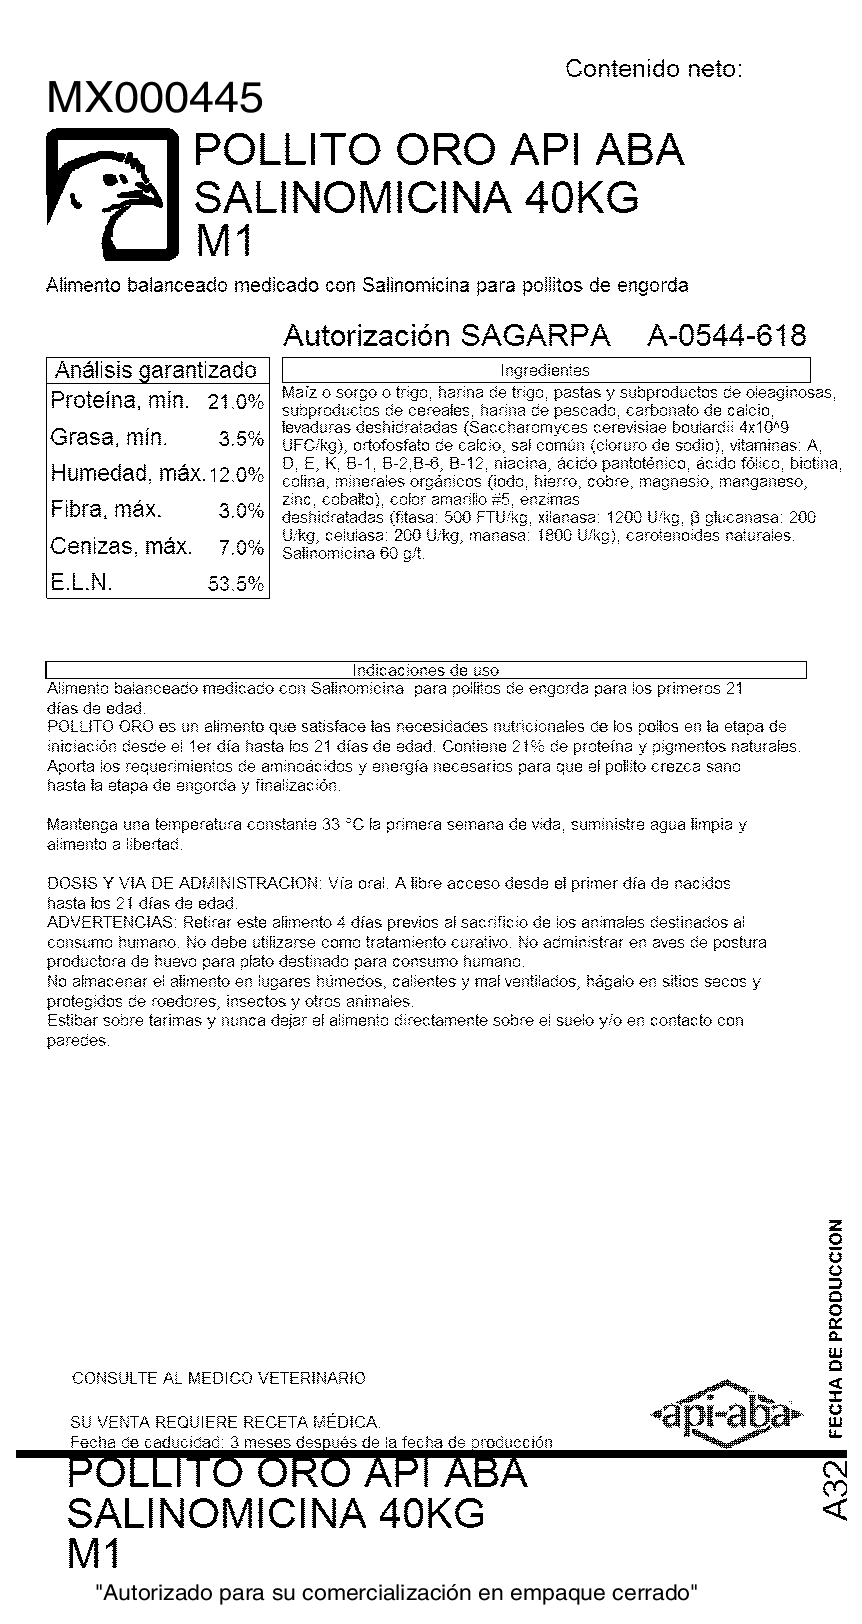 Contenido neto:
MX000445
POLLITO ORO API ABA
SALINOMICINA 40KG
M1
Alimento balanceado medicado con Salinomicina para pollitos de engorda
Autorización SAGARPA A-0544-618
Análisis garantizado
Proteína, mín. 21.0%
Grasa, mín. 3.5%
Humedad, máx. 12.0%
Fibra, máx. 3.0%
Cenizas, máx. 7.0%
E.L.N. 53.5%
Ingredientes
Maíz o sorgo o trigo, harina de trigo, pastas y subproductos de oleaginosas,
subproductos de cereales, harina de pescado, carbonato de calcio,
levaduras deshidratadas (Saccharomyces cerevisiae boulardii 4x10^9
UFC/kg), ortofosfato de calcio, sal común (cloruro de sodio), vitaminas: A,
D, E, K, B-1, B-2,B-6, B-12, niacina, ácido pantoténico, ácido fólico, biotina,
colina, minerales orgánicos (iodo, hierro, cobre, magnesio, manganeso,
zinc, cobalto), color amarillo #5, enzimas
deshidratadas (fitasa: 500 FTU/kg, xilanasa: 1200 U/kg, β glucanasa: 200
U/kg, celulasa: 200 U/kg, manasa: 1800 U/kg), carotenoides naturales.
Salinomicina 60 g/t.
Indicaciones de uso
Alimento balanceado medicado con Salinomicina para pollitos de engorda para los primeros 21
días de edad.
POLLITO ORO es un alimento que satisface las necesidades nutricionales de los pollos en la etapa de
iniciación desde el 1er día hasta los 21 días de edad. Contiene 21% de proteína y pigmentos naturales.
Aporta los requerimientos de aminoácidos y energía necesarios para que el pollito crezca sano
hasta la etapa de engorda y finalización.
Mantenga una temperatura constante 33 °C la primera semana de vida, suministre agua limpia y
alimento a libertad.
DOSIS Y VIA DE ADMINISTRACION: Vía oral. A libre acceso desde el primer día de nacidos
hasta los 21 días de edad.
ADVERTENCIAS: Retirar este alimento 4 días previos al sacrificio de los animales destinados al
consumo humano. No debe utilizarse como tratamiento curativo. No administrar en aves de postura
productora de huevo para plato destinado para consumo humano.
No almacenar el alimento en lugares húmedos, calientes y mal ventilados, hágalo en sitios secos y
protegidos de roedores, insectos y otros animales.
Estibar sobre tarimas y nunca dejar el alimento directamente sobre el suelo y/o en contacto con
paredes.
FECHA DE PRODUCCION
CONSULTE AL MEDICO VETERINARIO
api-aba
SU VENTA REQUIERE RECETA MÉDICA.
Fecha de caducidad: 3 meses después de la fecha de producción
A32
POLLITO ORO API ABA
SALINOMICINA 40KG
M1
"Autorizado para su comercialización en empaque cerrado"